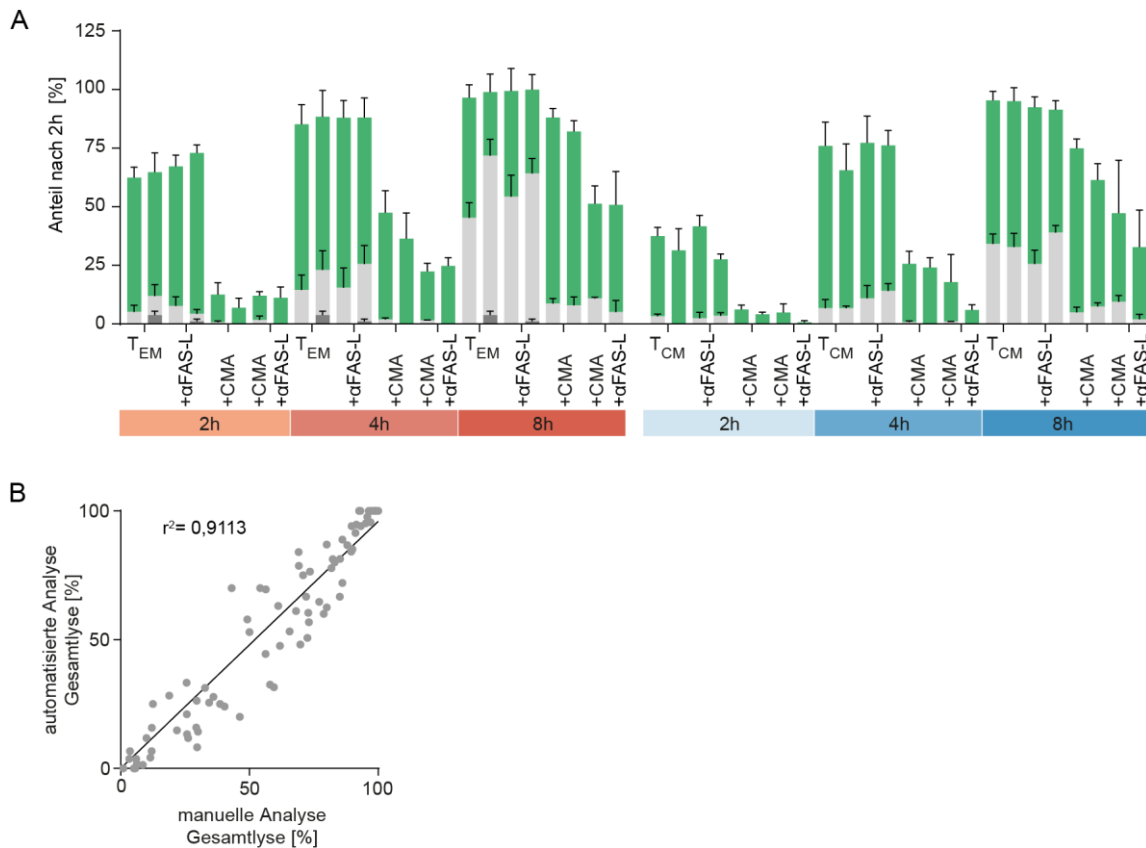 A
Anteil nach 2h [%]
125
100
75
50
25
0
TEM
+αFAS-L
+CMA
+CMA
+αFAS-L
TEM
+αFAS-L
+CMA
+CMA
+αFAS-L
TEM
+αFAS-L
+CMA
+CMA
+αFAS-L
TCM
+αFAS-L
+CMA
+CMA
+αFAS-L
TCM
+αFAS-L
+CMA
+CMA
+αFAS-L
TCM
+αFAS-L
+CMA
+CMA
+αFAS-L
2h 4h 8h 2h 4h 8h
B
automatisierte Analyse
Gesamtlyse [%]
100
50
0
r²= 0,9113
0 50 100
manuelle Analyse
Gesamtlyse [%]